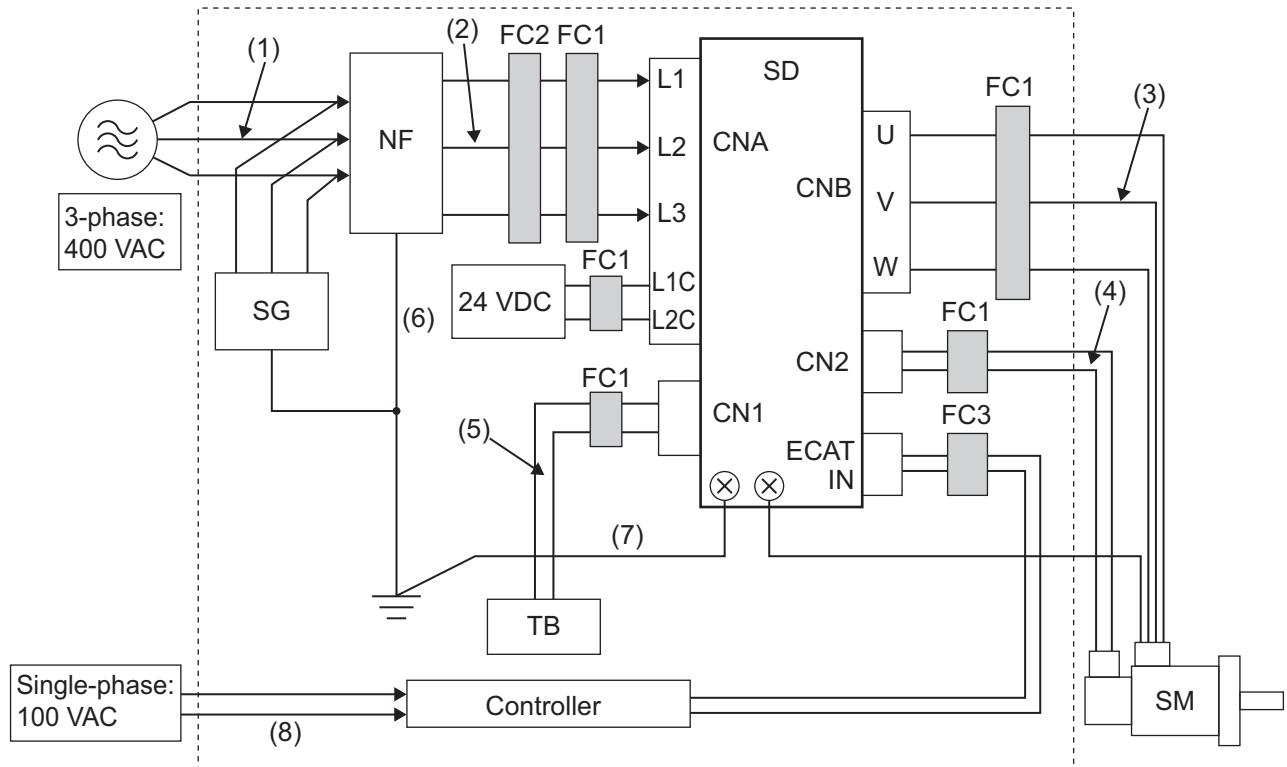 (1)
(2)
FC2
FC1
SD
FC1
(3)
NF
L1
L2
L3
CNA
CNB
U
V
W
3-phase:
400 VAC
SG
(6)
24 VDC
FC1
L1C
L2C
FC1
(4)
CN2
FC1
CN1
(5)
FC3
ECAT
IN
(7)
TB
Single-phase:
100 VAC
(8)
Controller
SM